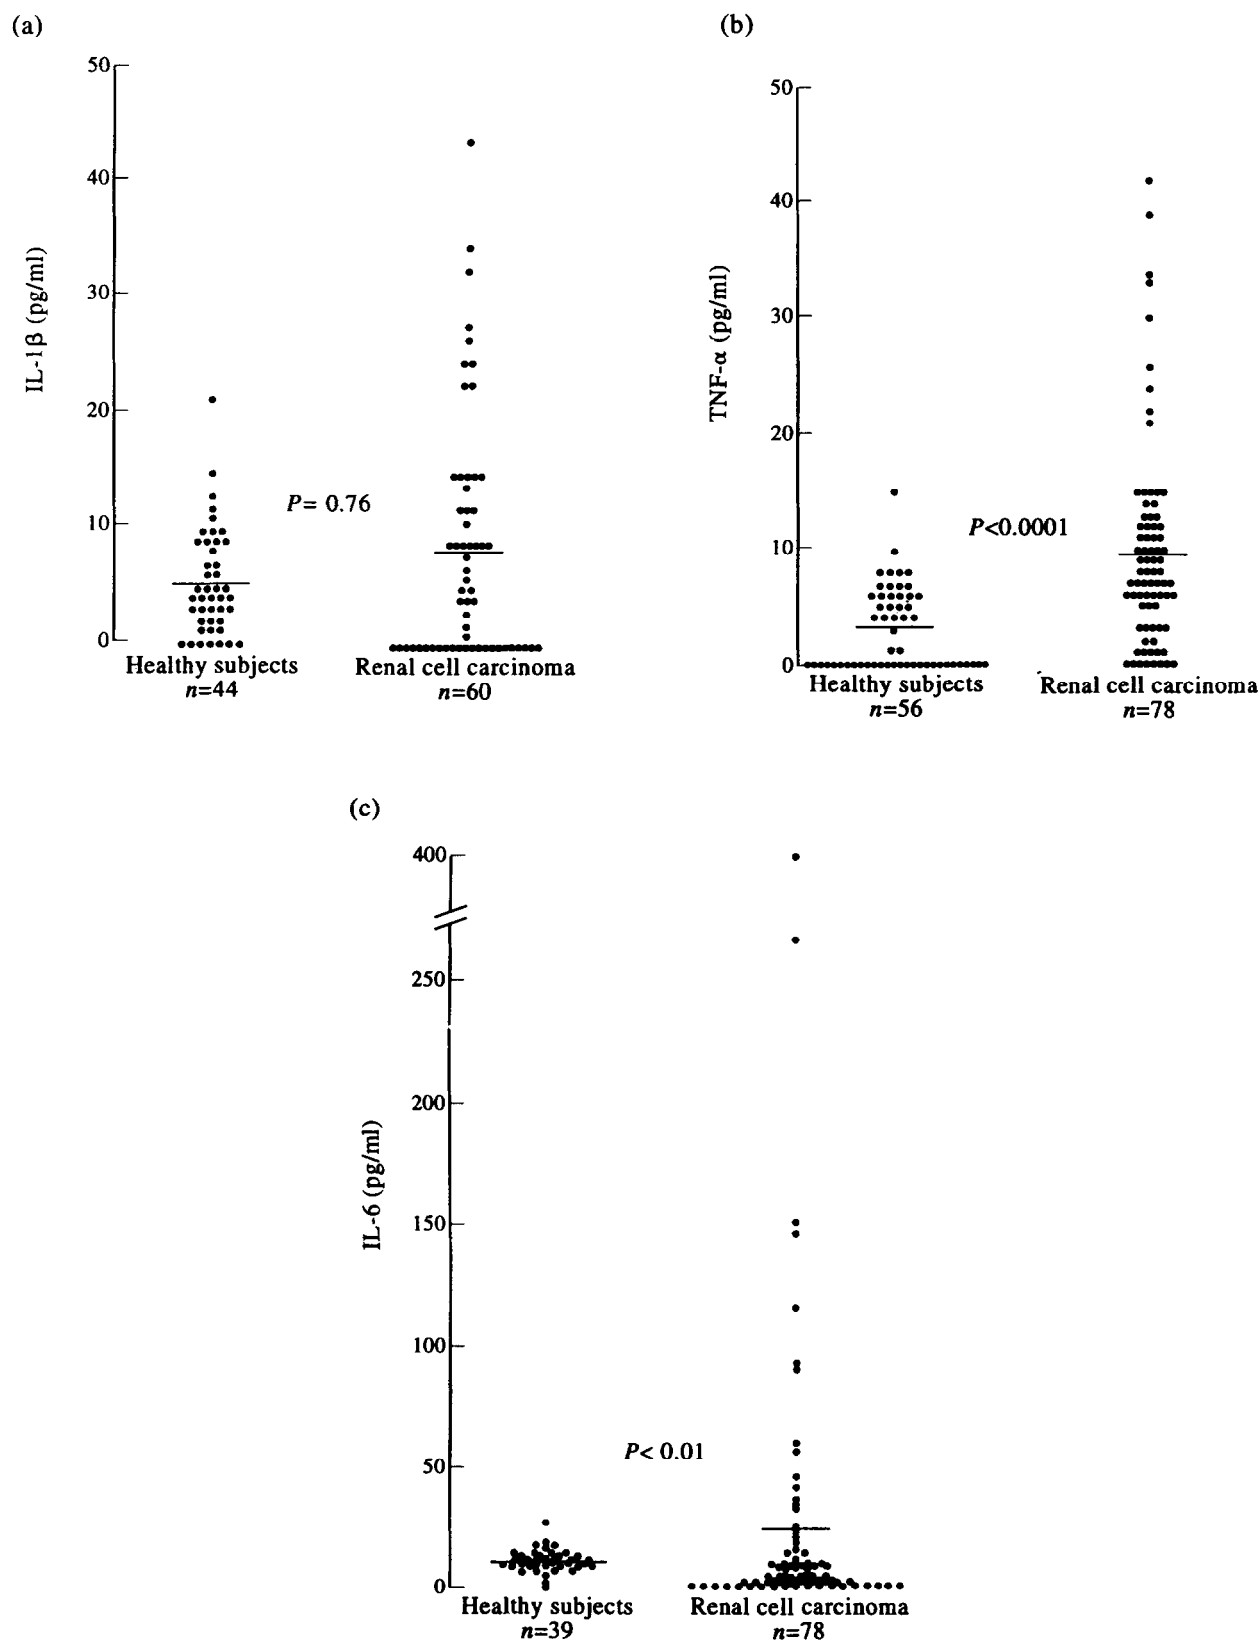 (a)
50
40
30
20
10
0
IL-1β (pg/ml)
P= 0.76
Healthy subjects
n=44
Renal cell carcinoma
n=60
(b)
50
40
30
20
10
0
TNF-α (pg/ml)
P<0.0001
Healthy subjects
n=56
Renal cell carcinoma
n=78
(c)
400
250
200
150
100
50
0
IL-6 (pg/ml)
P< 0.01
Healthy subjects
n=39
Renal cell carcinoma
n=78